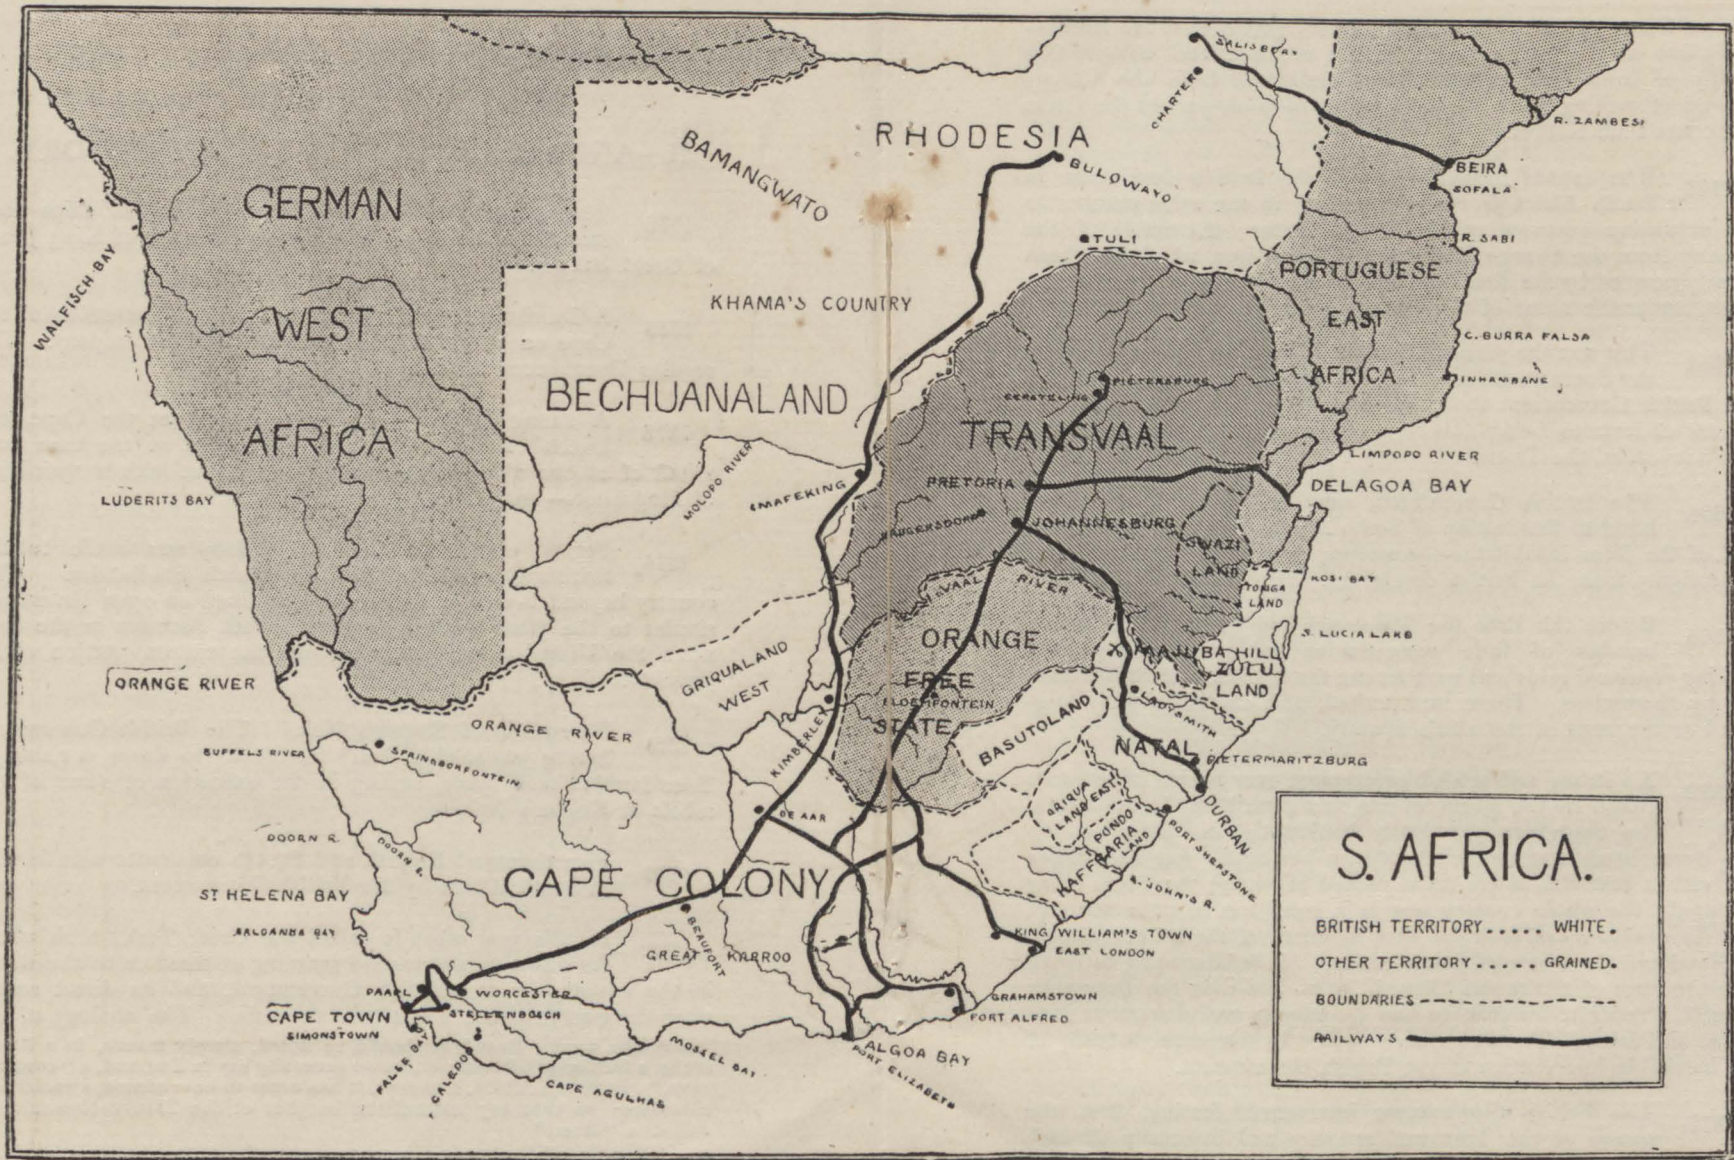 SALISBURY
CHARTER
R. ZAMBESI
RHODESIA
BAMANGWATO
BULOWAYO
BEIRA
SOFALA
GERMAN
WEST
AFRICA
WALFISCH BAY
TULI
R. SABI
PORTUGUESE
EAST
AFRICA
KHAMA'S COUNTRY
C. BURRA FALSA
INHAMBANE
BECHUANALAND
PIETERSBURG
TRANSVAAL
LIMPOPO RIVER
MOLOPO RIVER
MAFEKING
PRETORIA
DELAGOA BAY
LUDERITS BAY
JOHANNESBURG
SWAZI
LAND
KOSI BAY
TONGA
LAND
VAAL RIVER
S. LUCIA LAKE
ORANGE
FREE
STATE
MAJUBA HILL
ZULU
LAND
GRIQUALAND
WEST
ORANGE RIVER
ORANGE RIVER
BLOEMFONTEIN
BASUTOLAND
LADYSMITH
KIMBERLEY
NATAL
PIETERMARITZBURG
BUFFELS RIVER
SPRINGBOKFONTEIN
DURBAN
GRIQUA
LAND EAST
PONDO
LAND
KAFFRARIA
PORT SHEPSTONE
DE AAR
DOORN R.
DOORN R.
CAPE COLONY
ST HELENA BAY
SALDANHA BAY
BEAUFORT
GREAT KARROO
KING WILLIAM'S TOWN
EAST LONDON
PAARL
WORCESTER
CAPE TOWN
STELLENBOSCH
SIMONSTOWN
GRAHAMSTOWN
PORT ALFRED
FALSE BAY
CALEDON
CAPE AGULHAS
MOSSEL BAY
ALGOA BAY
PORT ELIZABETH
S. AFRICA.
BRITISH TERRITORY ..... WHITE.
OTHER TERRITORY ..... GRAINED.
BOUNDARIES
RAILWAYS